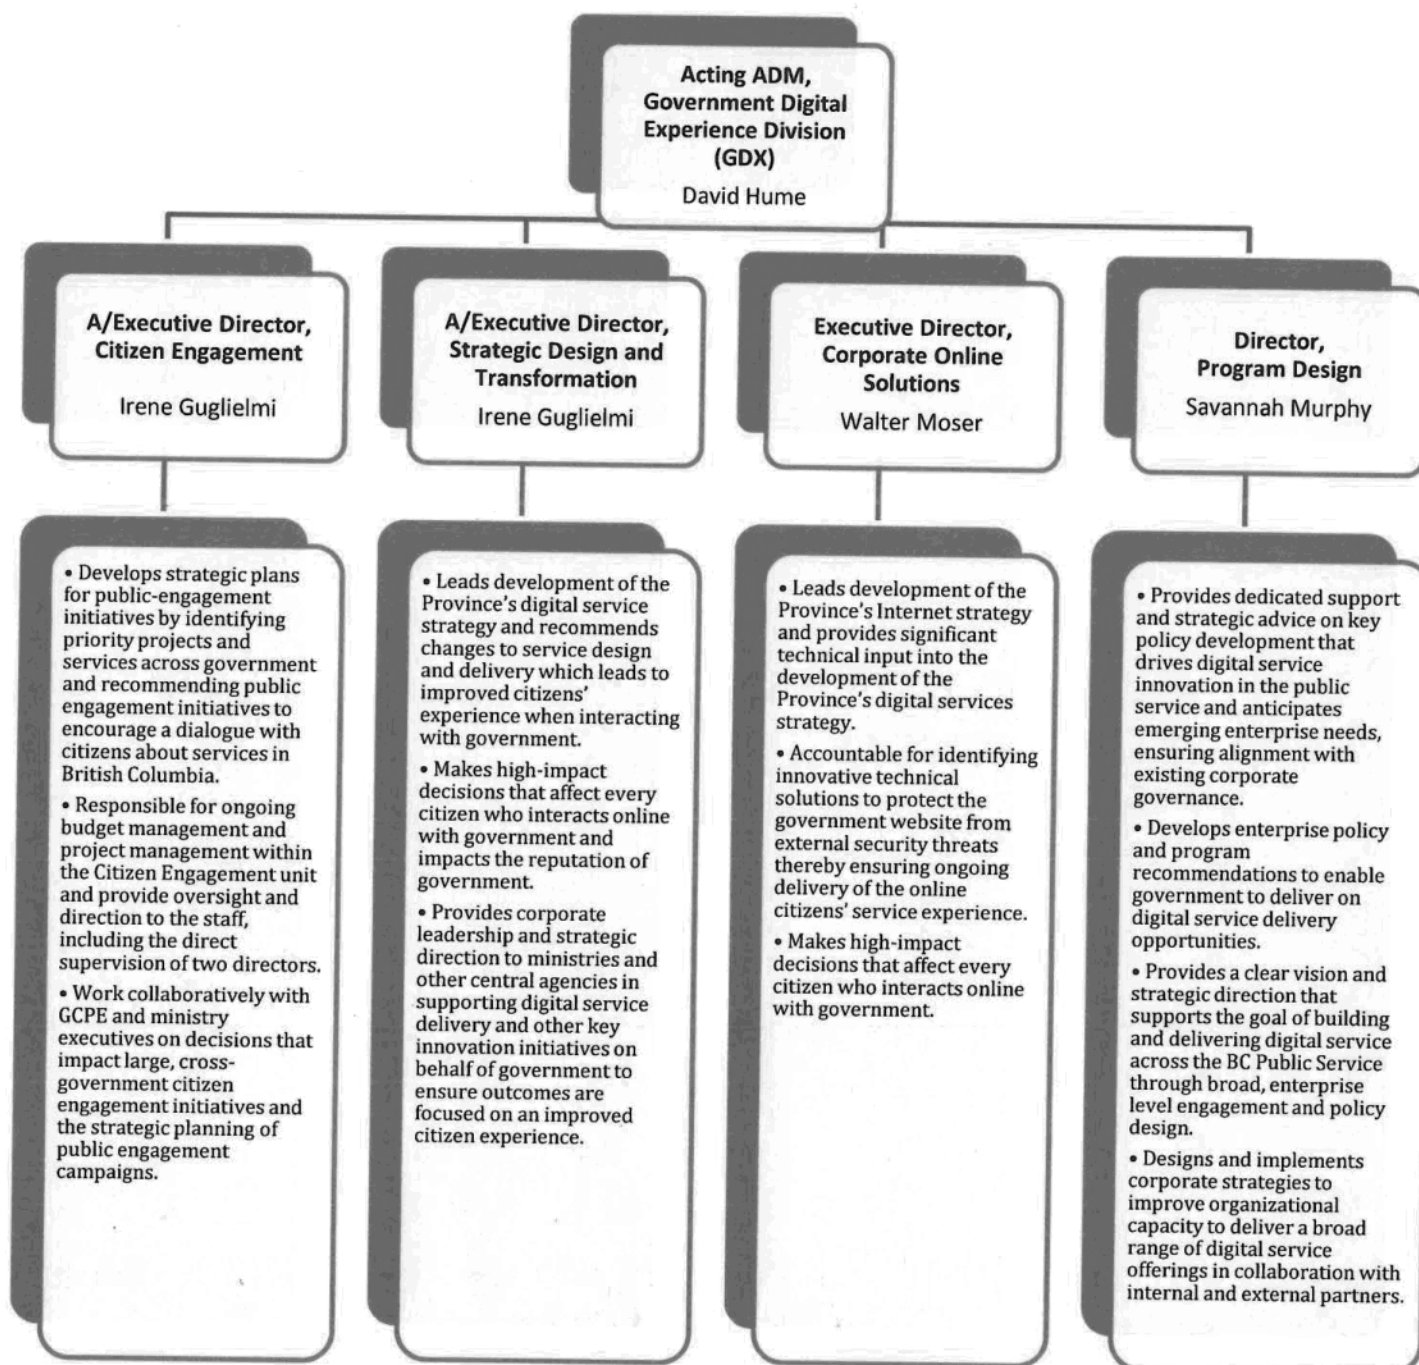 Acting ADM,
Government Digital
Experience Division
(GDX)
David Hume
A/Executive Director,
Citizen Engagement
Irene Guglielmi
A/Executive Director,
Strategic Design and
Transformation
Irene Guglielmi
Executive Director,
Corporate Online
Solutions
Walter Moser
Director,
Program Design
Savannah Murphy
• Develops strategic plans
for public-engagement
initiatives by identifying
priority projects and
services across government
and recommending public
engagement initiatives to
encourage a dialogue with
citizens about services in
British Columbia.
• Responsible for ongoing
budget management and
project management within
the Citizen Engagement unit
and provide oversight and
direction to the staff,
including the direct
supervision of two directors.
• Work collaboratively with
GCPE and ministry
executives on decisions that
impact large, cross-
government citizen
engagement initiatives and
the strategic planning of
public engagement
campaigns.
• Leads development of the
Province's digital service
strategy and recommends
changes to service design
and delivery which leads to
improved citizens'
experience when interacting
with government.
• Makes high-impact
decisions that affect every
citizen who interacts online
with government and
impacts the reputation of
government.
• Provides corporate
leadership and strategic
direction to ministries and
other central agencies in
supporting digital service
delivery and other key
innovation initiatives on
behalf of government to
ensure outcomes are
focused on an improved
citizen experience.
• Leads development of the
Province's Internet strategy
and provides significant
technical input into the
development of the
Province's digital services
strategy.
• Accountable for identifying
innovative technical
solutions to protect the
government website from
external security threats
thereby ensuring ongoing
delivery of the online
citizens' service experience.
• Makes high-impact
decisions that affect every
citizen who interacts online
with government.
• Provides dedicated support
and strategic advice on key
policy development that
drives digital service
innovation in the public
service and anticipates
emerging enterprise needs,
ensuring alignment with
existing corporate
governance.
• Develops enterprise policy
and program
recommendations to enable
government to deliver on
digital service delivery
opportunities.
• Provides a clear vision and
strategic direction that
supports the goal of building
and delivering digital service
across the BC Public Service
through broad, enterprise
level engagement and policy
design.
• Designs and implements
corporate strategies to
improve organizational
capacity to deliver a broad
range of digital service
offerings in collaboration with
internal and external partners.